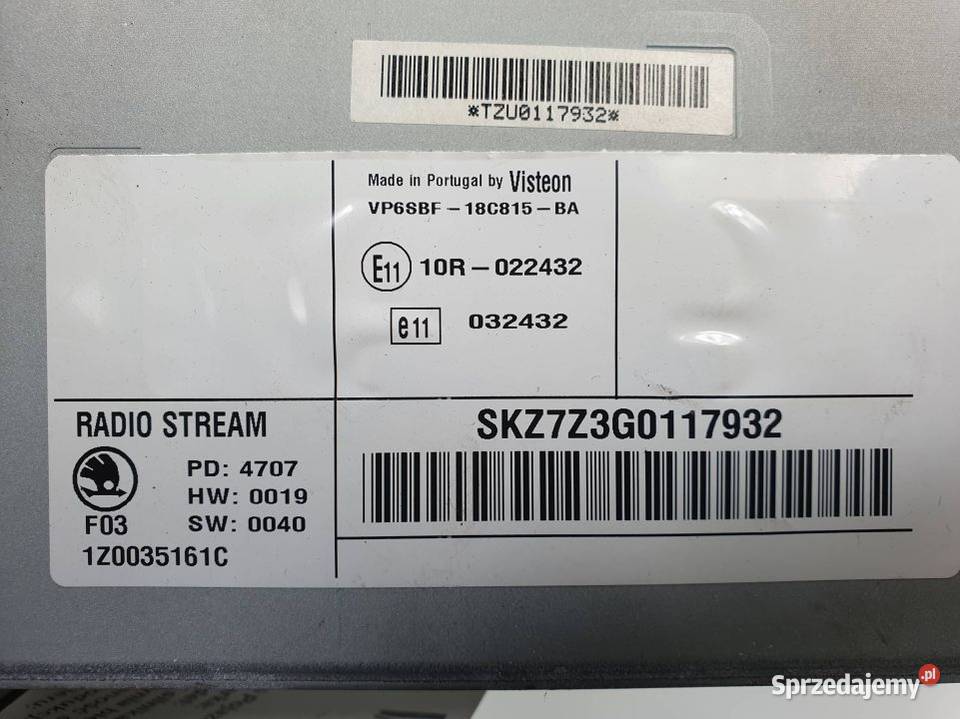 *TZU0117932*
Made in Portugal by Visteon
VP6SBF-18C815-BA
E11 10R-022432
e11 032432
RADIO STREAM
PD: 4707
HW: 0019
F03 SW: 0040
1Z0035161C
SKZ7Z3G0117932
Sprzedajemy.pl